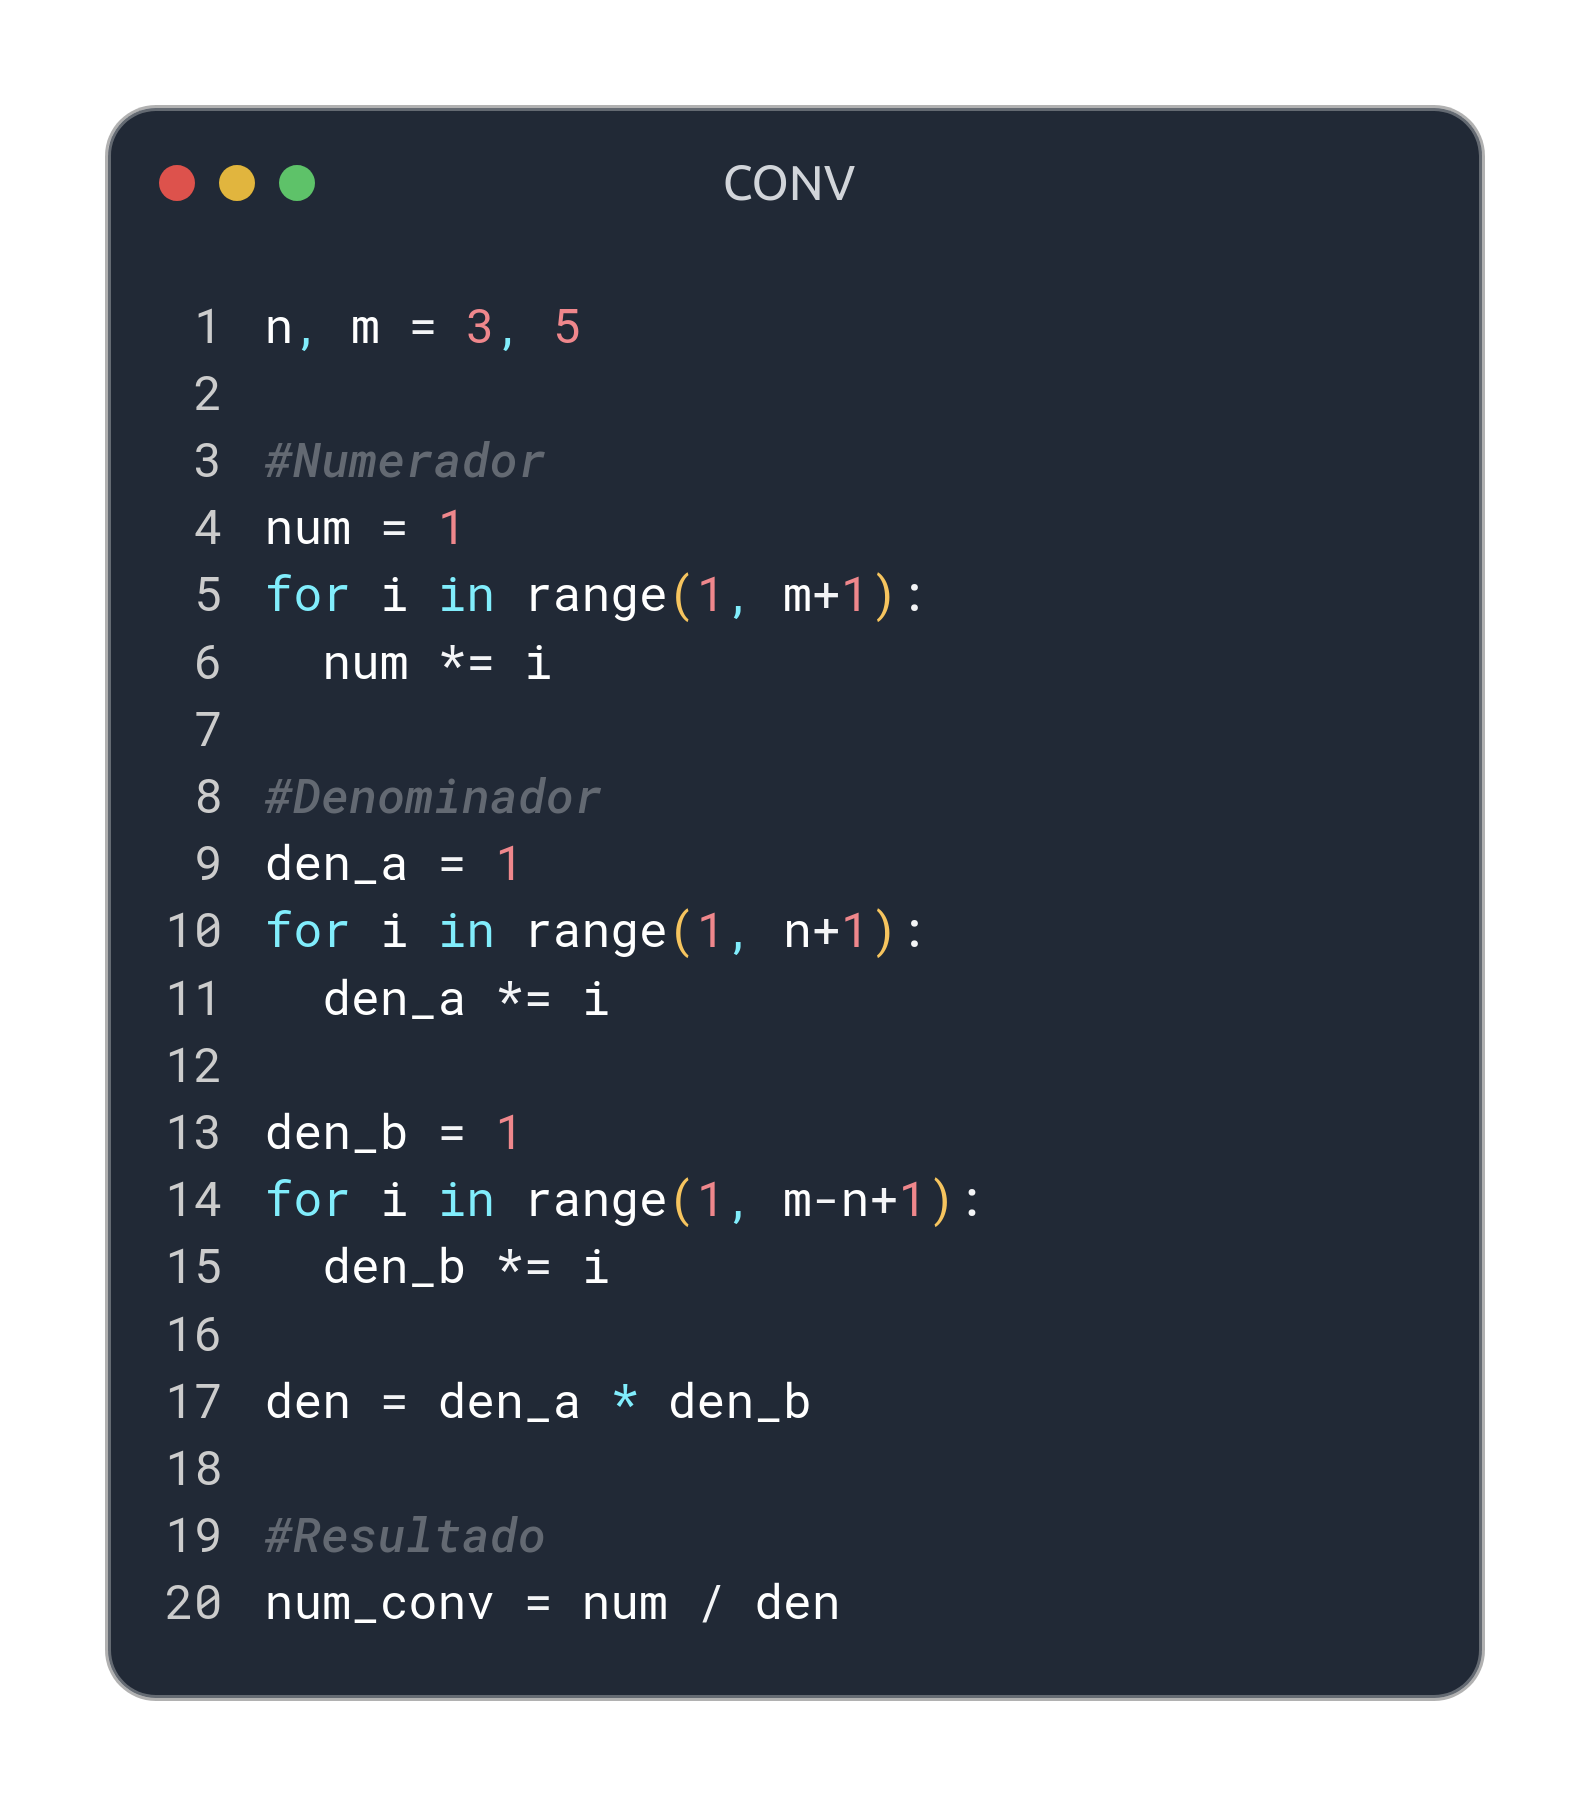 CONV
1 n, m = 3, 5
2
3 #Numerador
4 num = 1
5 for i in range(1, m+1):
6   num *= i
7
8 #Denominador
9 den_a = 1
10 for i in range(1, n+1):
11   den_a *= i
12
13 den_b = 1
14 for i in range(1, m-n+1):
15   den_b *= i
16
17 den = den_a * den_b
18
19 #Resultado
20 num_conv = num / den